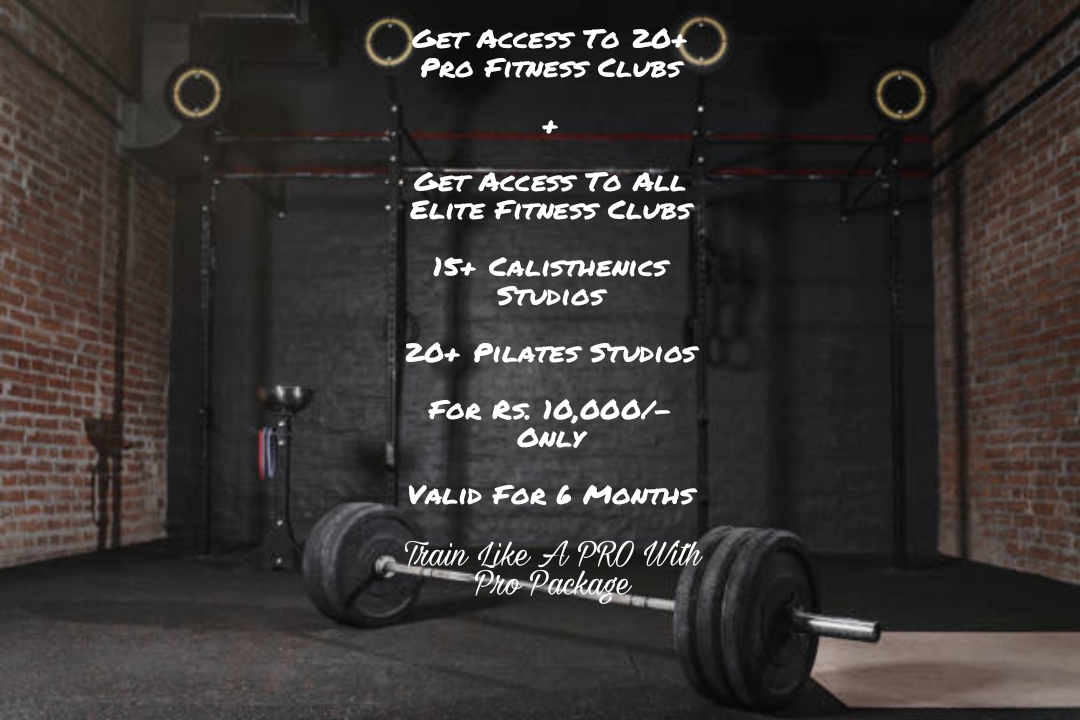 Get Access To 20+
Pro Fitness Clubs
+
Get Access To All
Elite Fitness Clubs
15+ Calisthenics
Studios
20+ Pilates Studios
For Rs. 10,000/-
Only
Valid For 6 Months
Train Like A PRO With
Pro Package